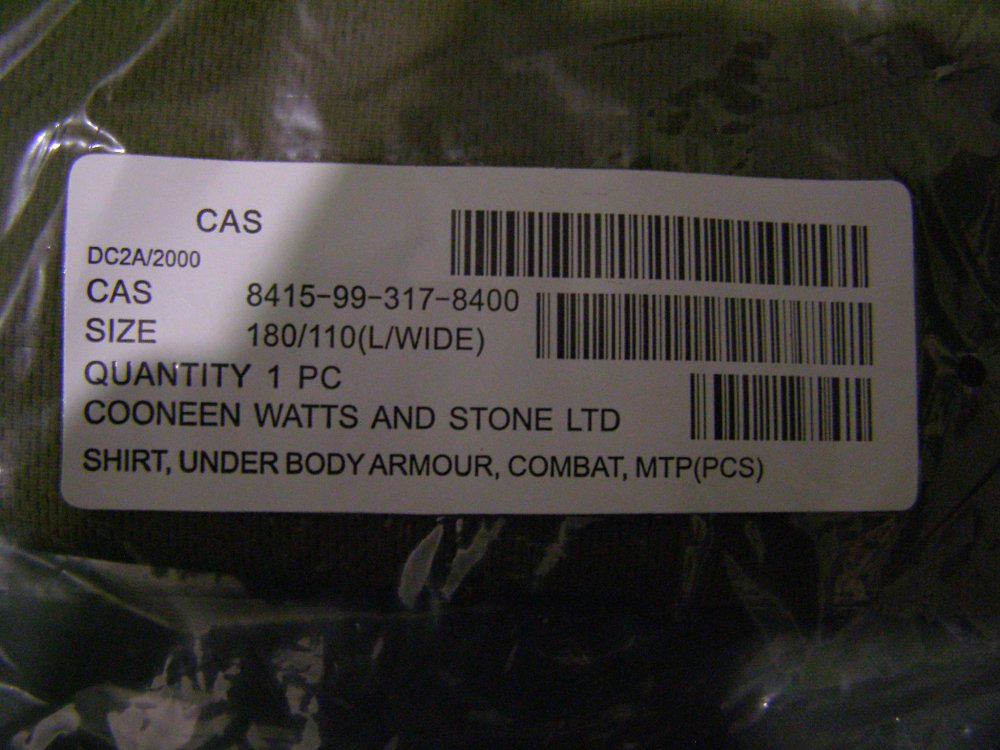 CAS
DC2A/2000
CAS 8415-99-317-8400
SIZE 180/110(L/WIDE)
QUANTITY 1 PC
COONEEN WATTS AND STONE LTD
SHIRT, UNDER BODY ARMOUR, COMBAT, MTP(PCS)